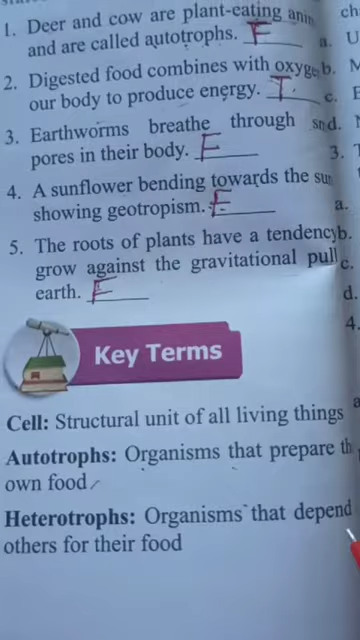 1. Deer and cow are plant-eating
and are called autotrophs. F
2. Digested food combines with
our body to produce energy. T
3. Earthworms breathe through
pores in their body. F
4. A sunflower bending towards the
showing geotropism. F
5. The roots of plants have a tendency
grow against the gravitational pull
earth. F
ch
a.
b.
c.
d.
3.
a.
b.
c.
d.
4.
Key Terms
Cell: Structural unit of all living things
Autotrophs: Organisms that prepare
own food
Heterotrophs: Organisms that depend
others for their food